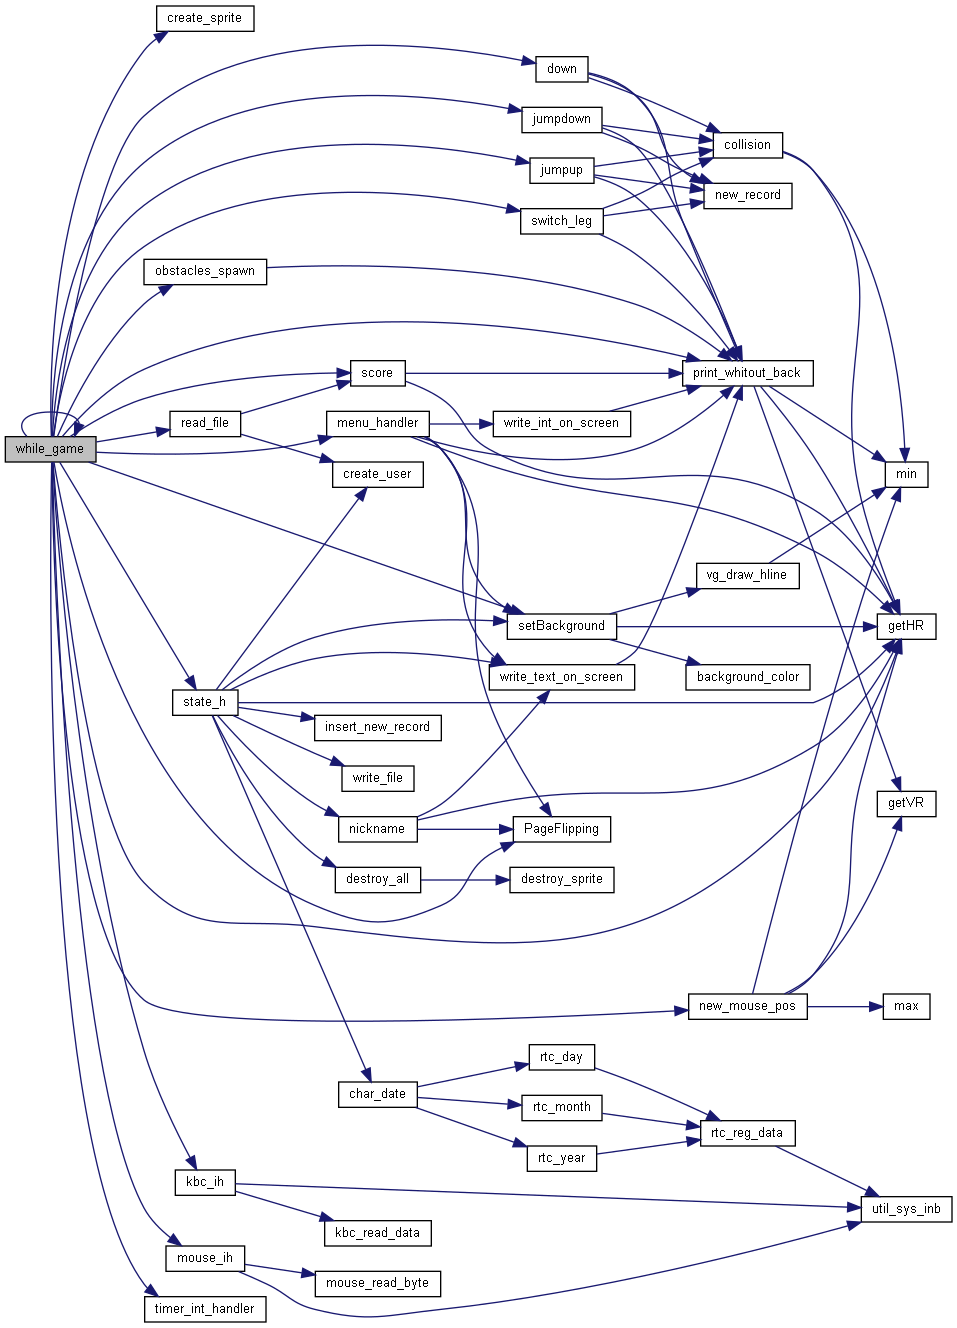 create_sprite
down
jumpdown
collision
jumpup
new_record
switch_leg
obstacles_spawn
score
print_whitout_back
read_file
menu_handler
write_int_on_screen
while_game
create_user
min
vg_draw_hline
setBackground
getHR
write_text_on_screen
background_color
state_h
insert_new_record
write_file
getVR
nickname
PageFlipping
destroy_all
destroy_sprite
new_mouse_pos
max
rtc_day
char_date
rtc_month
rtc_reg_data
rtc_year
kbc_ih
util_sys_inb
kbc_read_data
mouse_ih
mouse_read_byte
timer_int_handler